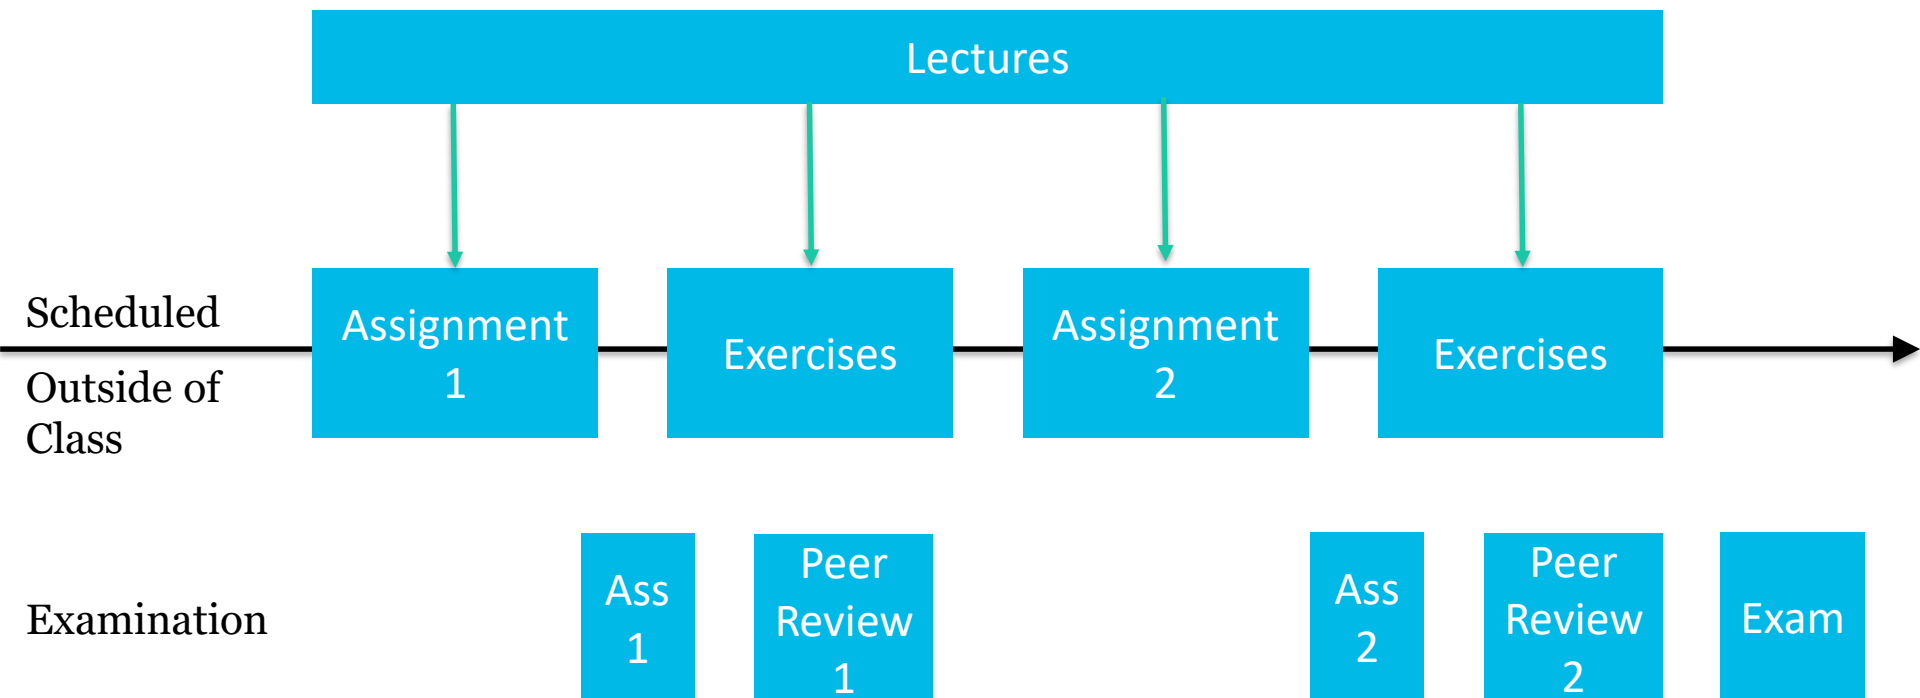 Lectures
Scheduled
Outside of
Class
Assignment
1
Exercises
Assignment
2
Exercises
Examination
Ass
1
Peer
Review
1
Ass
2
Peer
Review
2
Exam